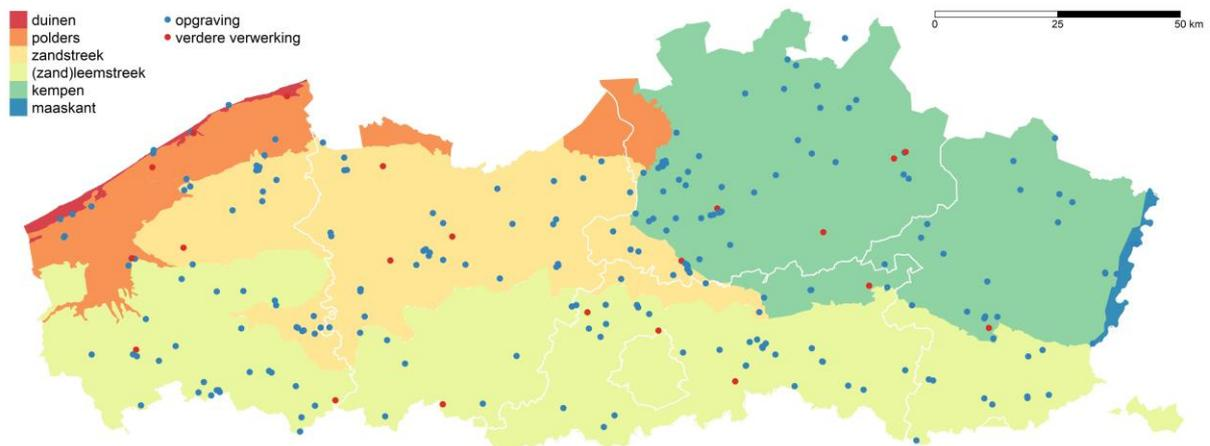 duinen
polders
zandstreek
(zand)leemstreek
kempen
maaskant
opgraving
verdere verwerking
0 25 50 km